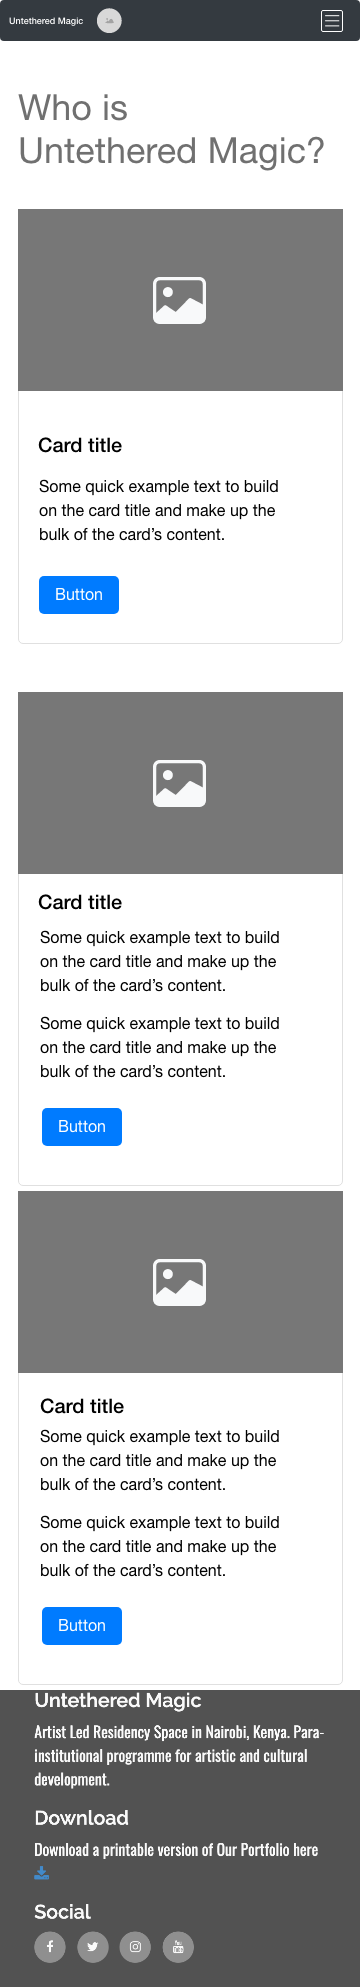 Untethered Magic
Who is
Untethered Magic?
Card title
Some quick example text to build
on the card title and make up the
bulk of the card’s content.
Button
Card title
Some quick example text to build
on the card title and make up the
bulk of the card’s content.
Some quick example text to build
on the card title and make up the
bulk of the card’s content.
Button
Card title
Some quick example text to build
on the card title and make up the
bulk of the card’s content.
Some quick example text to build
on the card title and make up the
bulk of the card’s content.
Button
Untethered Magic
Artist Led Residency Space in Nairobi, Kenya. Para-
institutional programme for artistic and cultural
development.
Download
Download a printable version of Our Portfolio here
Social